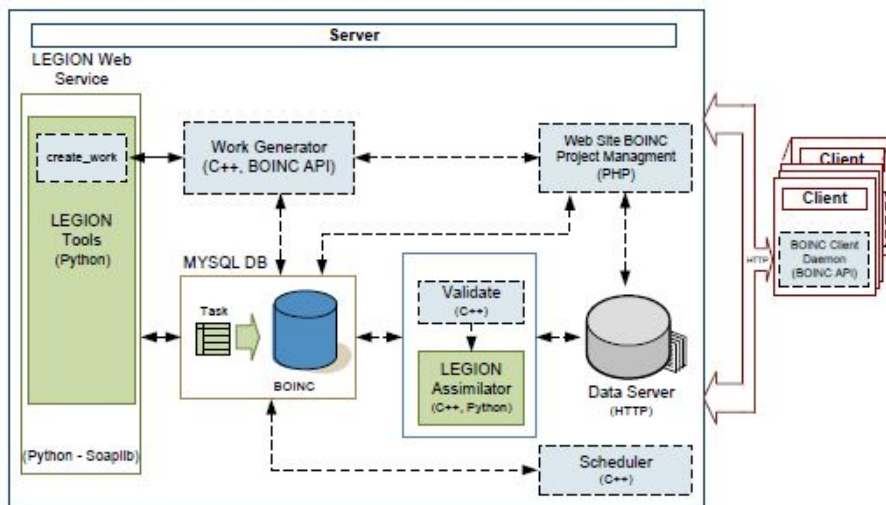 Server
LEGION Web
Service
create_work
LEGION
Tools
(Python)
(Python - Soaplib)
Work Generator
(C++, BOINC API)
Web Site BOINC
Project Managment
(PHP)
MYSQL DB
Task
BOINC
Validate
(C++)
LEGION
Assimilator
(C++, Python)
Data Server
(HTTP)
Scheduler
(C++)
HTTP
Client
Client
BOINC Client
Daemon
(BOINC API)